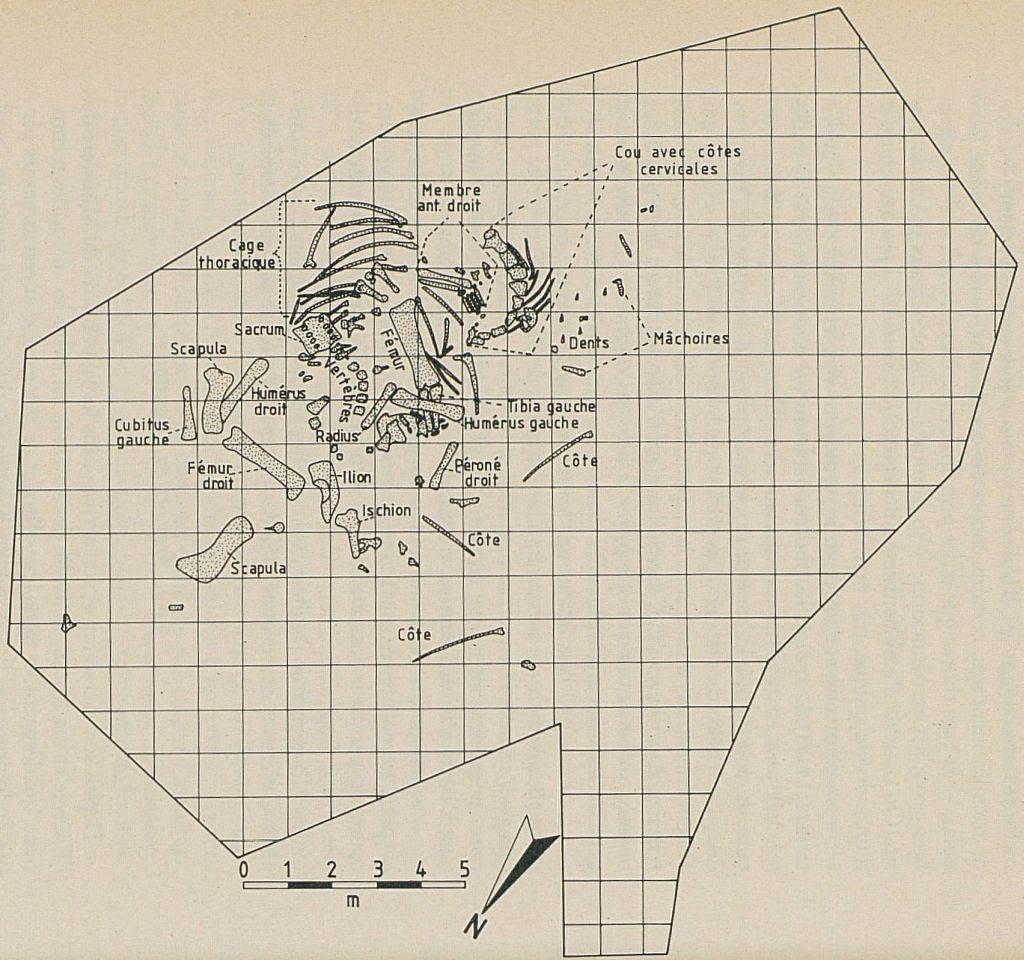 Cou avec côtes
cervicales
Membre
ant. droit
Cage
thoracique
Sacrum
Fémur
Dents
Mâchoires
Scapula
Vertèbres
Humérus
droit
Tibia gauche
Cubitus
gauche
Radius
Humérus gauche
Fémur
droit
Ilion
Péroné
droit
Côte
Ischion
Côte
Scapula
Côte
0 1 2 3 4 5
m
N